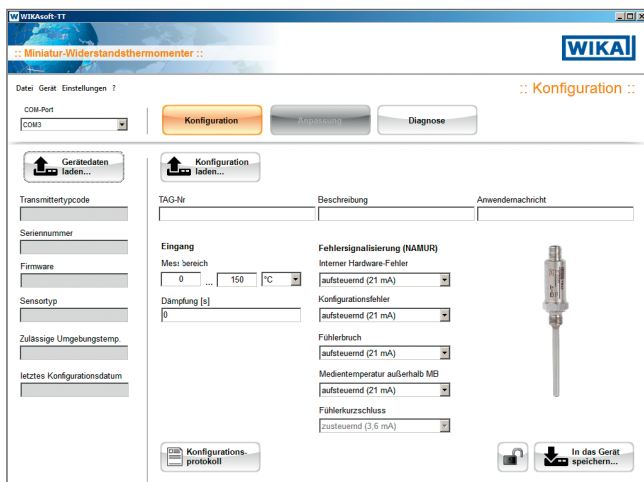 WIKAsoft-TT
:: Miniatur-Widerstandsthermomenter ::
WIKA
Datei Gerät Einstellungen ?
:: Konfiguration ::
COM-Port
COM3
Konfiguration
Anpassung
Diagnose
Gerätedaten
laden...
Konfiguration
laden...
Transmittertypcode
TAG-Nr
Beschreibung
Anwendernachricht
Seriennummer
Firmware
Sensortyp
Zulässige Umgebungstemp.
letztes Konfigurationsdatum
Eingang
Messbereich
0 ... 150 °C
Dämpfung [s]
0
Fehlersignalisierung (NAMUR)
Interner Hardware-Fehler
aufsteuernd (21 mA)
Konfigurationsfehler
aufsteuernd (21 mA)
Fühlerbruch
aufsteuernd (21 mA)
Medientemperatur außerhalb MB
aufsteuernd (21 mA)
Fühlerkurzschluss
zusteuernd (3,6 mA)
Konfigurations-
protokoll
In das Gerät
speichern...